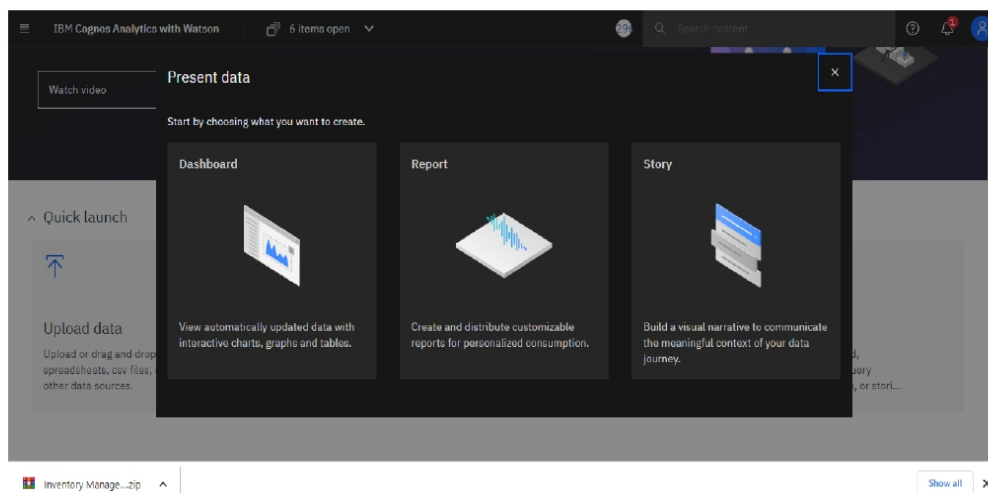 IBM Cognos Analytics with Watson
6 items open
Search content
Watch video
Present data
Start by choosing what you want to create.
Dashboard
View automatically updated data with
interactive charts, graphs and tables.
Report
Create and distribute customizable
reports for personalized consumption.
Story
Build a visual narrative to communicate
the meaningful context of your data
journey.
Quick launch
Upload data
Upload or drag and drop
spreadsheets, csv files,
other data sources.
, or stori...
Inventory Manage....zip
Show all